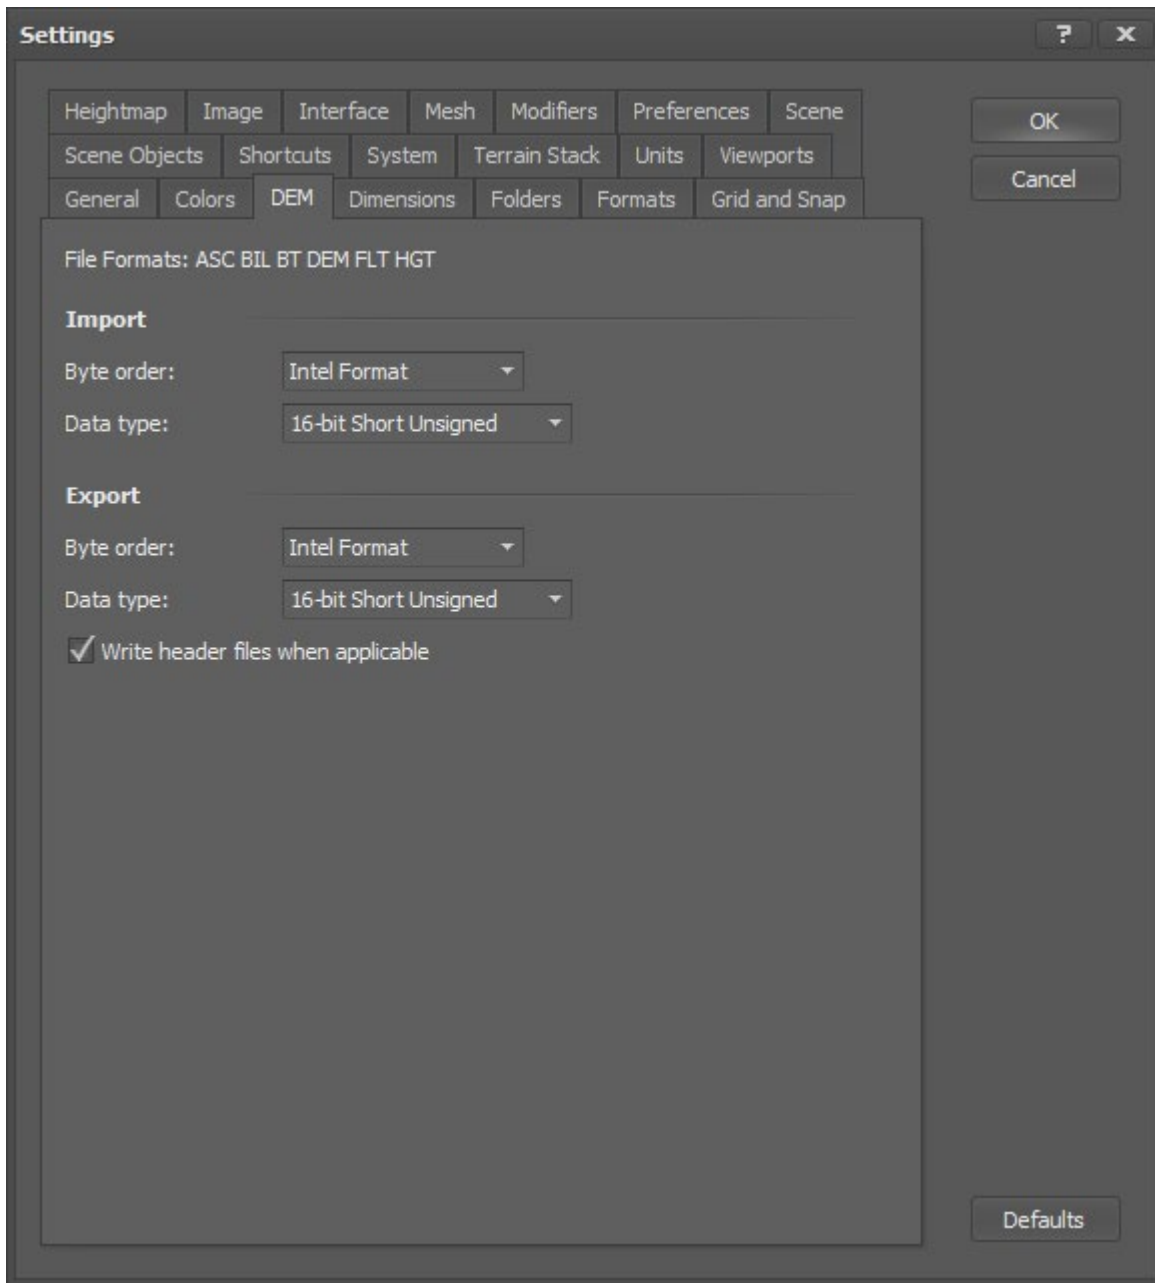 Settings
Heightmap Image Interface Mesh Modifiers Preferences Scene
Scene Objects Shortcuts System Terrain Stack Units Viewports
General Colors DEM Dimensions Folders Formats Grid and Snap
OK
Cancel
File Formats: ASC BIL BT DEM FLT HGT
Import
Byte order: Intel Format
Data type: 16-bit Short Unsigned
Export
Byte order: Intel Format
Data type: 16-bit Short Unsigned
Write header files when applicable
Defaults